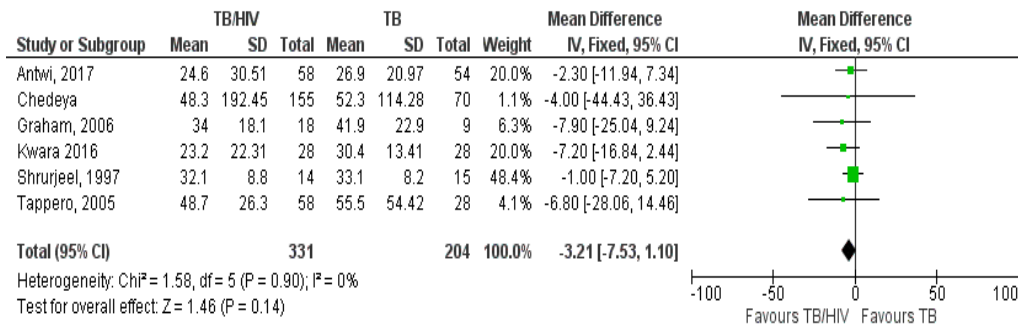 TB/HIV TB Mean Difference Mean Difference
Study or Subgroup Mean SD Total Mean SD Total Weight IV, Fixed, 95% CI IV, Fixed, 95% CI
Antwi, 2017 24.6 30.51 58 26.9 20.97 54 20.0% -2.30 [-11.94, 7.34]
Chedeya 48.3 192.45 155 52.3 114.28 70 1.1% -4.00 [-44.43, 36.43]
Graham, 2006 34 18.1 18 41.9 22.9 9 6.3% -7.90 [-25.04, 9.24]
Kwara 2016 23.2 22.31 28 30.4 13.41 28 20.0% -7.20 [-16.84, 2.44]
Shrurjeel, 1997 32.1 8.8 14 33.1 8.2 15 48.4% -1.00 [-7.20, 5.20]
Tappero, 2005 48.7 26.3 58 55.5 54.42 28 4.1% -6.80 [-28.06, 14.46]
Total (95% CI) 331 204 100.0% -3.21 [-7.53, 1.10]
Heterogeneity: Chi² = 1.58, df = 5 (P = 0.90); I² = 0%
Test for overall effect: Z = 1.46 (P = 0.14)
-100 -50 0 50 100
Favours TB/HIV Favours TB